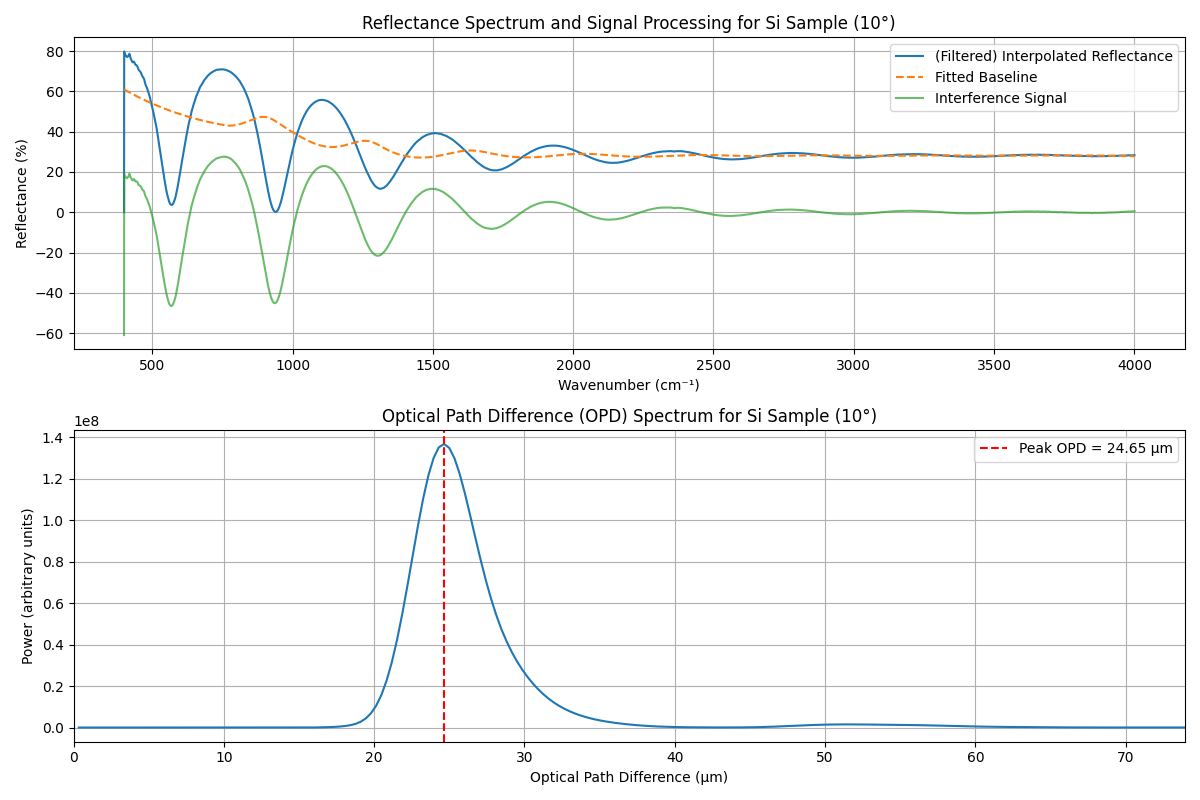 Reflectance Spectrum and Signal Processing for Si Sample (10°)
Reflectance (%)
80
60
40
20
0
−20
−40
−60
(Filtered) Interpolated Reflectance
Fitted Baseline
Interference Signal
500 1000 1500 2000 2500 3000 3500 4000
Wavenumber (cm⁻¹)
Optical Path Difference (OPD) Spectrum for Si Sample (10°)
1e8
Power (arbitrary units)
1.4
1.2
1.0
0.8
0.6
0.4
0.2
0.0
Peak OPD = 24.65 μm
0 10 20 30 40 50 60 70
Optical Path Difference (μm)